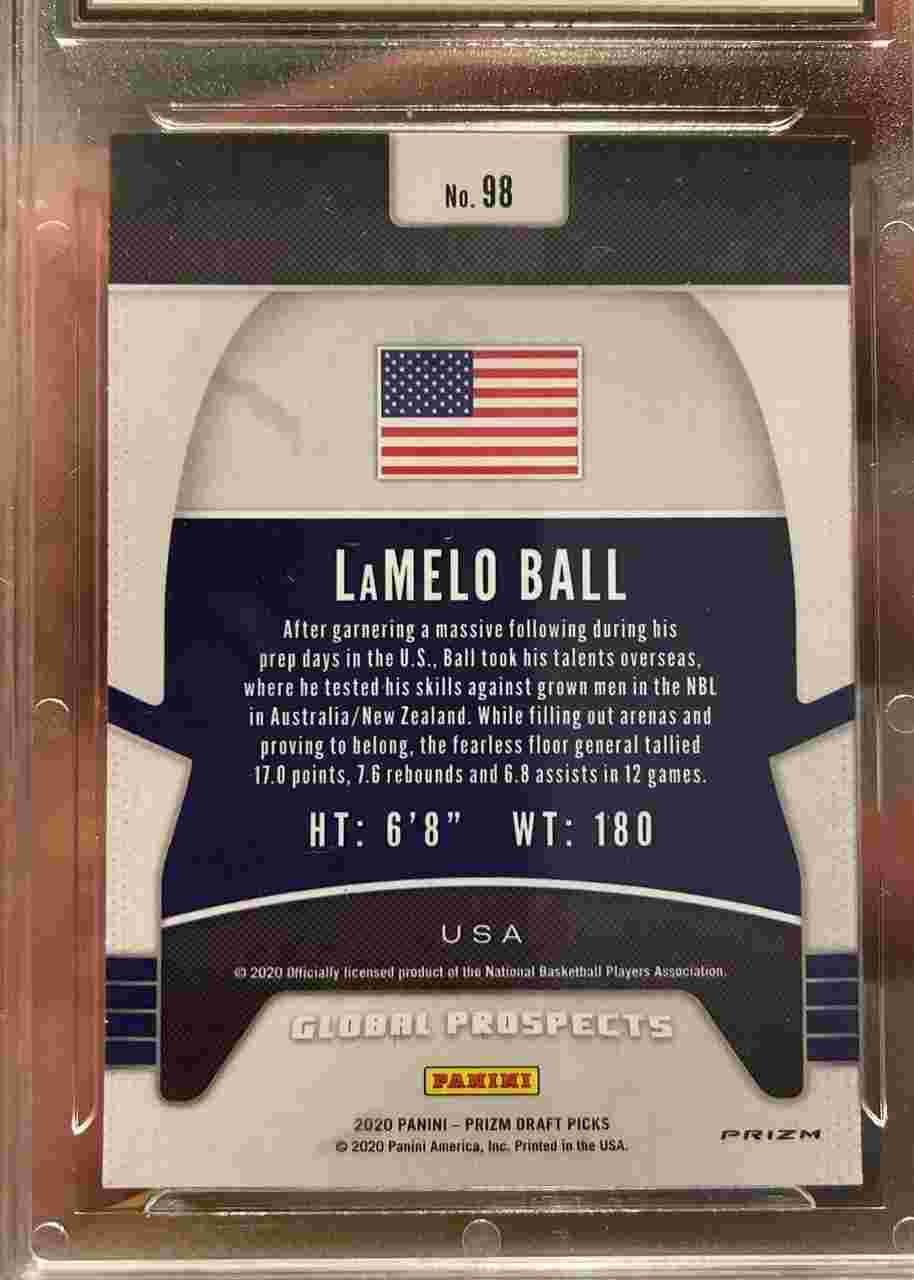 No. 98
LaMELO BALL
After garnering a massive following during his
prep days in the U.S., Ball took his talents overseas,
where he tested his skills against grown men in the NBL
in Australia/New Zealand. While filling out arenas and
proving to belong, the fearless floor general tallied
17.0 points, 7.6 rebounds and 6.8 assists in 12 games.
HT: 6'8” WT: 180
USA
© 2020 Officially licensed product of the National Basketball Players Association.
GLOBAL PROSPECTS
PANINI
2020 PANINI – PRIZM DRAFT PICKS
© 2020 Panini America, Inc. Printed in the USA.
PRIZM